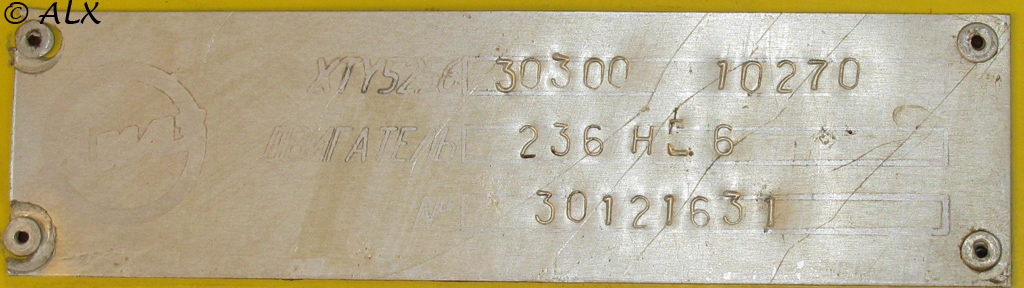 © ALX
XTY5256 30300 10270
ДВИГАТЕЛЬ 236 НЕ 6
№ 30121631